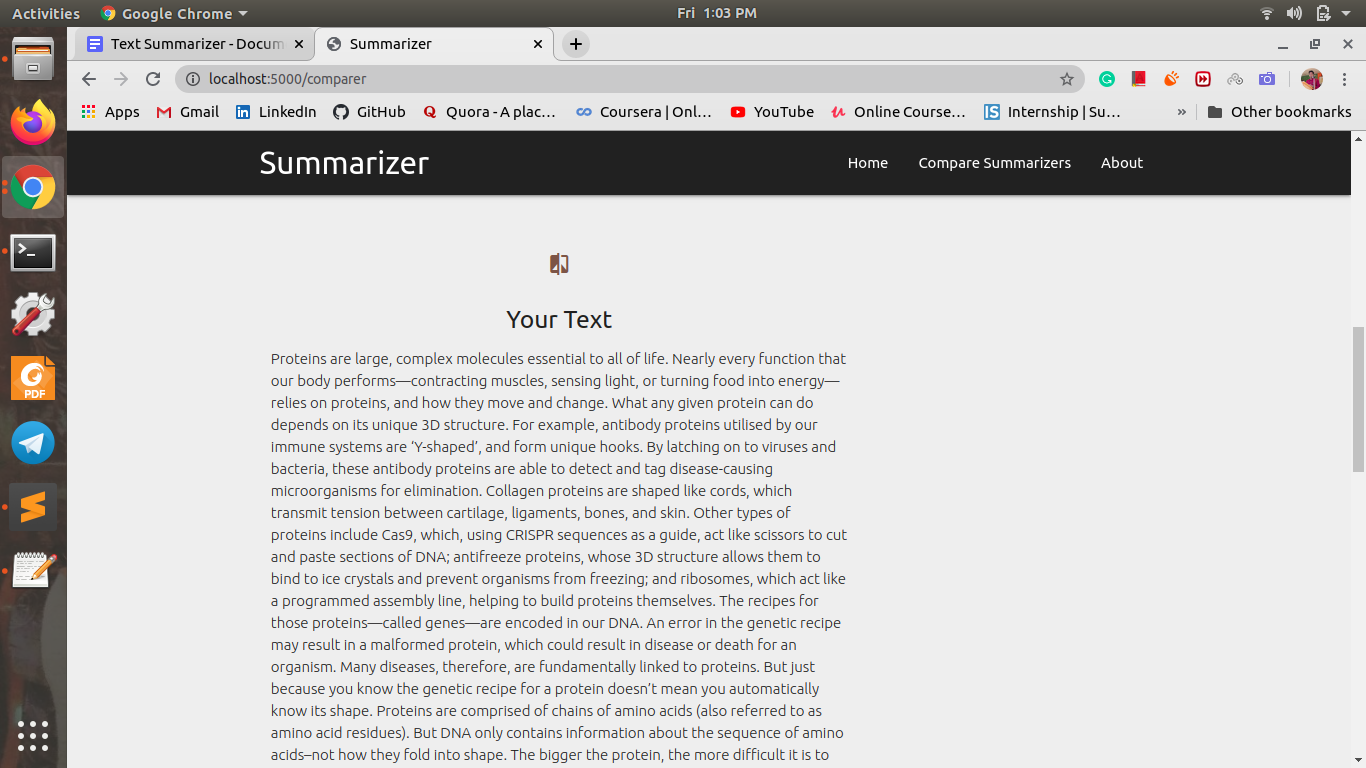 Activities
Google Chrome
Fri 1:03 PM
Text Summarizer - Docum
Summarizer
localhost:5000/comparer
Apps
Gmail
LinkedIn
GitHub
Quora - A plac…
Coursera | Onl…
YouTube
Online Course…
Internship | Su…
»
Other bookmarks
Summarizer
Home
Compare Summarizers
About
Your Text
Proteins are large, complex molecules essential to all of life. Nearly every function that
our body performs—contracting muscles, sensing light, or turning food into energy—
relies on proteins, and how they move and change. What any given protein can do
depends on its unique 3D structure. For example, antibody proteins utilised by our
immune systems are ‘Y-shaped’, and form unique hooks. By latching on to viruses and
bacteria, these antibody proteins are able to detect and tag disease-causing
microorganisms for elimination. Collagen proteins are shaped like cords, which
transmit tension between cartilage, ligaments, bones, and skin. Other types of
proteins include Cas9, which, using CRISPR sequences as a guide, act like scissors to cut
and paste sections of DNA; antifreeze proteins, whose 3D structure allows them to
bind to ice crystals and prevent organisms from freezing; and ribosomes, which act like
a programmed assembly line, helping to build proteins themselves. The recipes for
those proteins—called genes—are encoded in our DNA. An error in the genetic recipe
may result in a malformed protein, which could result in disease or death for an
organism. Many diseases, therefore, are fundamentally linked to proteins. But just
because you know the genetic recipe for a protein doesn’t mean you automatically
know its shape. Proteins are comprised of chains of amino acids (also referred to as
amino acid residues). But DNA only contains information about the sequence of amino
acids–not how they fold into shape. The bigger the protein, the more difficult it is to
PDF